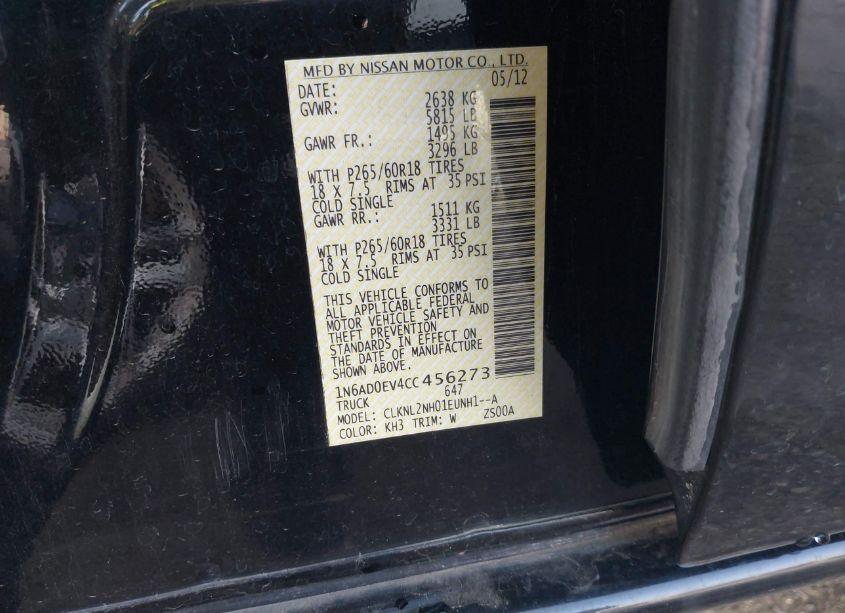 MFD BY NISSAN MOTOR CO., LTD.
DATE: 05/12
GVWR: 2638 KG
5815 LB
GAWR FR.: 1495 KG
3296 LB
WITH P265/60R18 TIRES
18 X 7.5 RIMS AT 35 PSI
COLD SINGLE
GAWR RR.: 1511 KG
3331 LB
WITH P265/60R18 TIRES
18 X 7.5 RIMS AT 35 PSI
COLD SINGLE
THIS VEHICLE CONFORMS TO
ALL APPLICABLE FEDERAL
MOTOR VEHICLE SAFETY AND
THEFT PREVENTION
STANDARDS IN EFFECT ON
THE DATE OF MANUFACTURE
SHOWN ABOVE.
1N6AD0EV4CC456273
TRUCK 647
MODEL: CLKNL2NH01EUNH1--A
COLOR: KH3 TRIM: W ZS00A